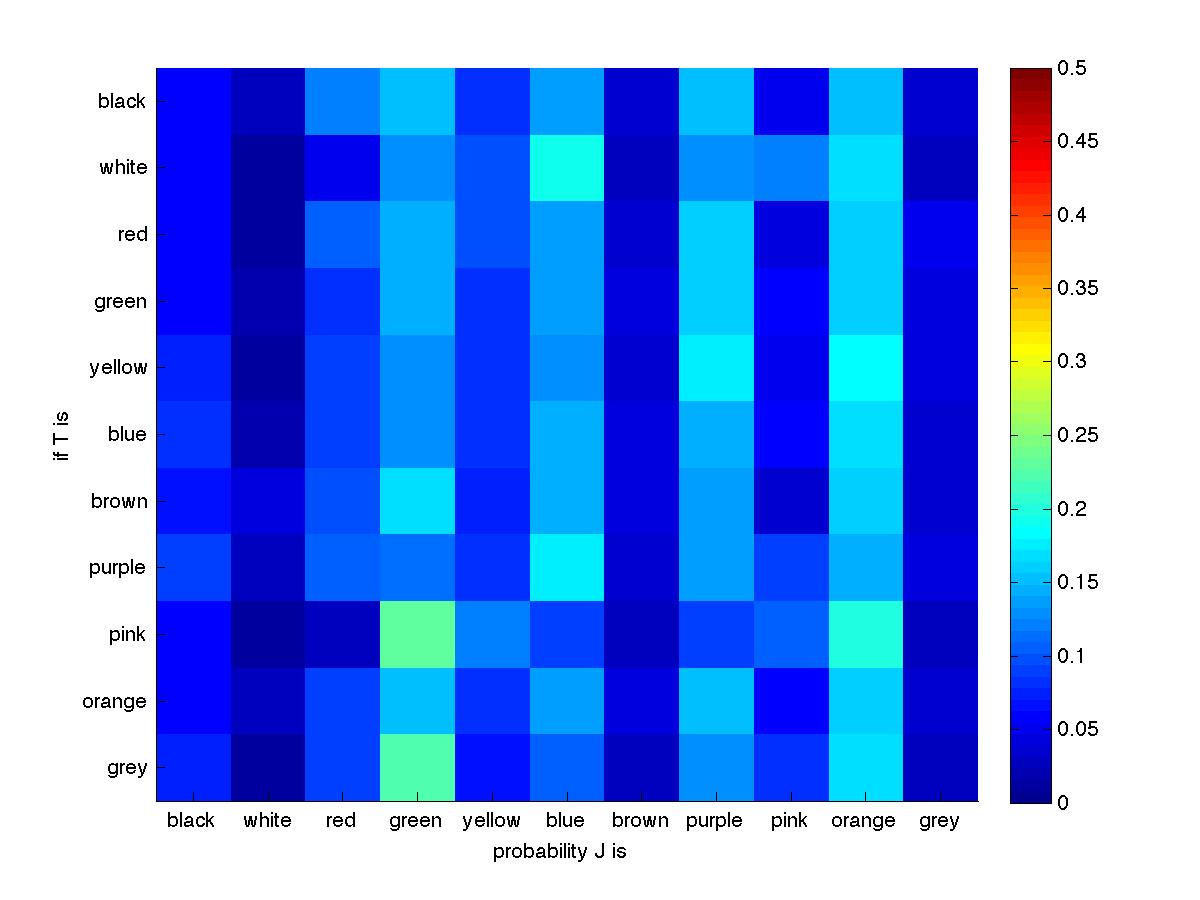 if T is
black
white
red
green
yellow
blue
brown
purple
pink
orange
grey
black white red green yellow blue brown purple pink orange grey
probability J is
0.5
0.45
0.4
0.35
0.3
0.25
0.2
0.15
0.1
0.05
0